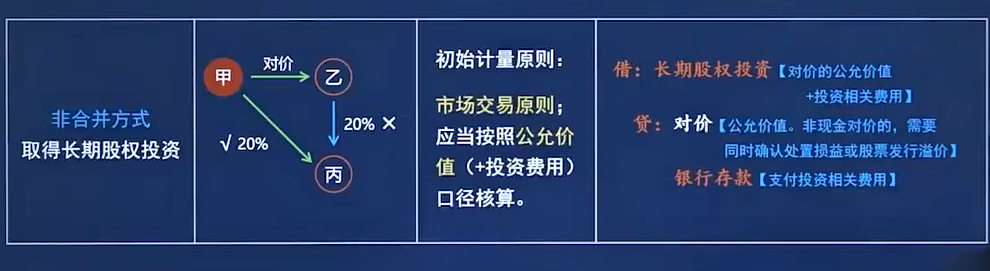 非合并方式
取得长期股权投资
对价
甲
乙
20% ×
√ 20%
丙
初始计量原则：
市场交易原则；
应当按照公允价
值（+投资费用）
口径核算。
借：长期股权投资【对价的公允价值
+投资相关费用】
贷：对价【公允价值。非现金对价的，需要
同时确认处置损益或股票发行溢价】
银行存款【支付投资相关费用】